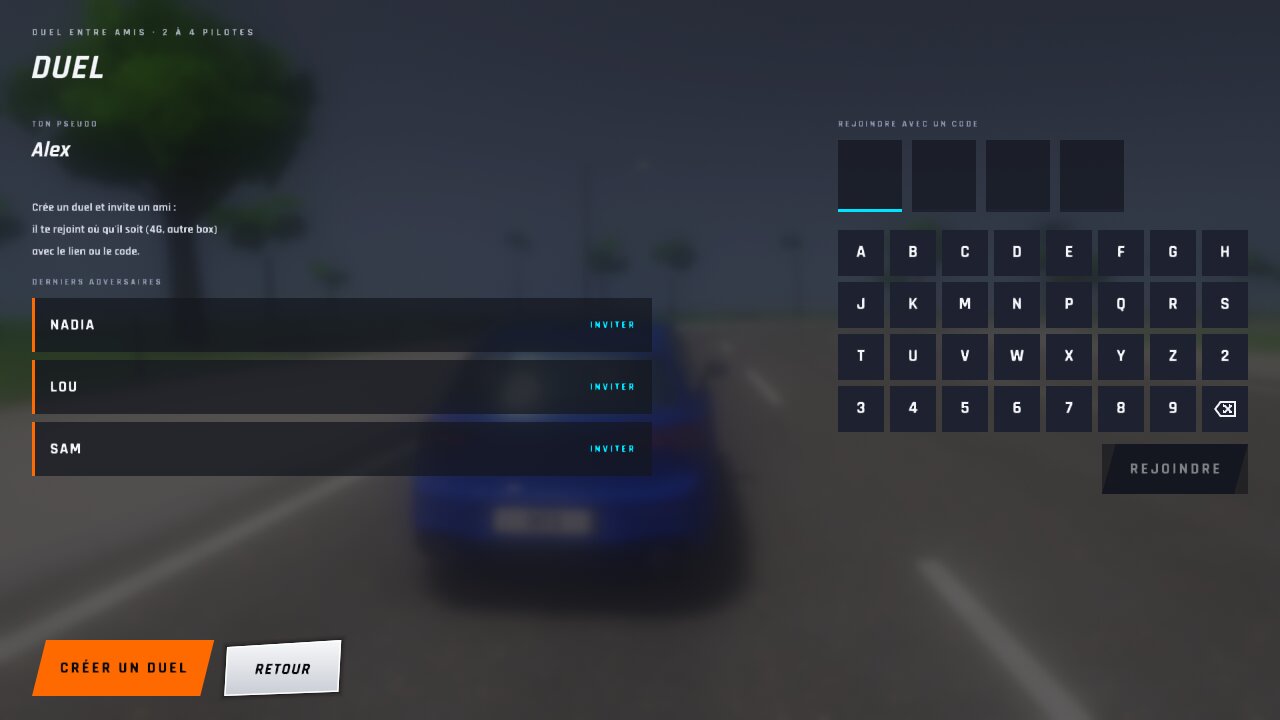 DUEL ENTRE AMIS · 2 À 4 PILOTES
DUEL
TON PSEUDO
Alex
Crée un duel et invite un ami :
il te rejoint où qu'il soit (4G, autre box)
avec le lien ou le code.
DERNIERS ADVERSAIRES
NADIA INVITER
LOU INVITER
SAM INVITER
CRÉER UN DUEL
RETOUR
REJOINDRE AVEC UN CODE
A B C D E F G H
J K M N P Q R S
T U V W X Y Z 2
3 4 5 6 7 8 9
REJOINDRE